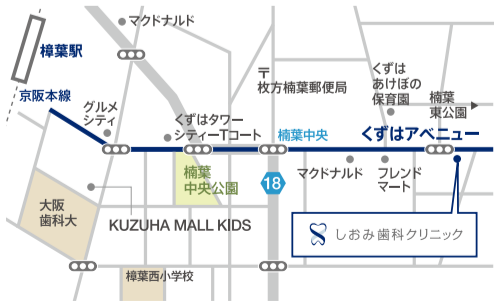 マクドナルド
樟葉駅
京阪本線
グルメ
シティ
くずはタワー
シティーTコート
〒
枚方楠葉郵便局
くずは
あけぼの
保育園
楠葉
東公園
楠葉中央
くずはアベニュー
楠葉
中央公園
18
マクドナルド
フレンド
マート
大阪
歯科大
KUZUHA MALL KIDS
しおみ歯科クリニック
樟葉西小学校